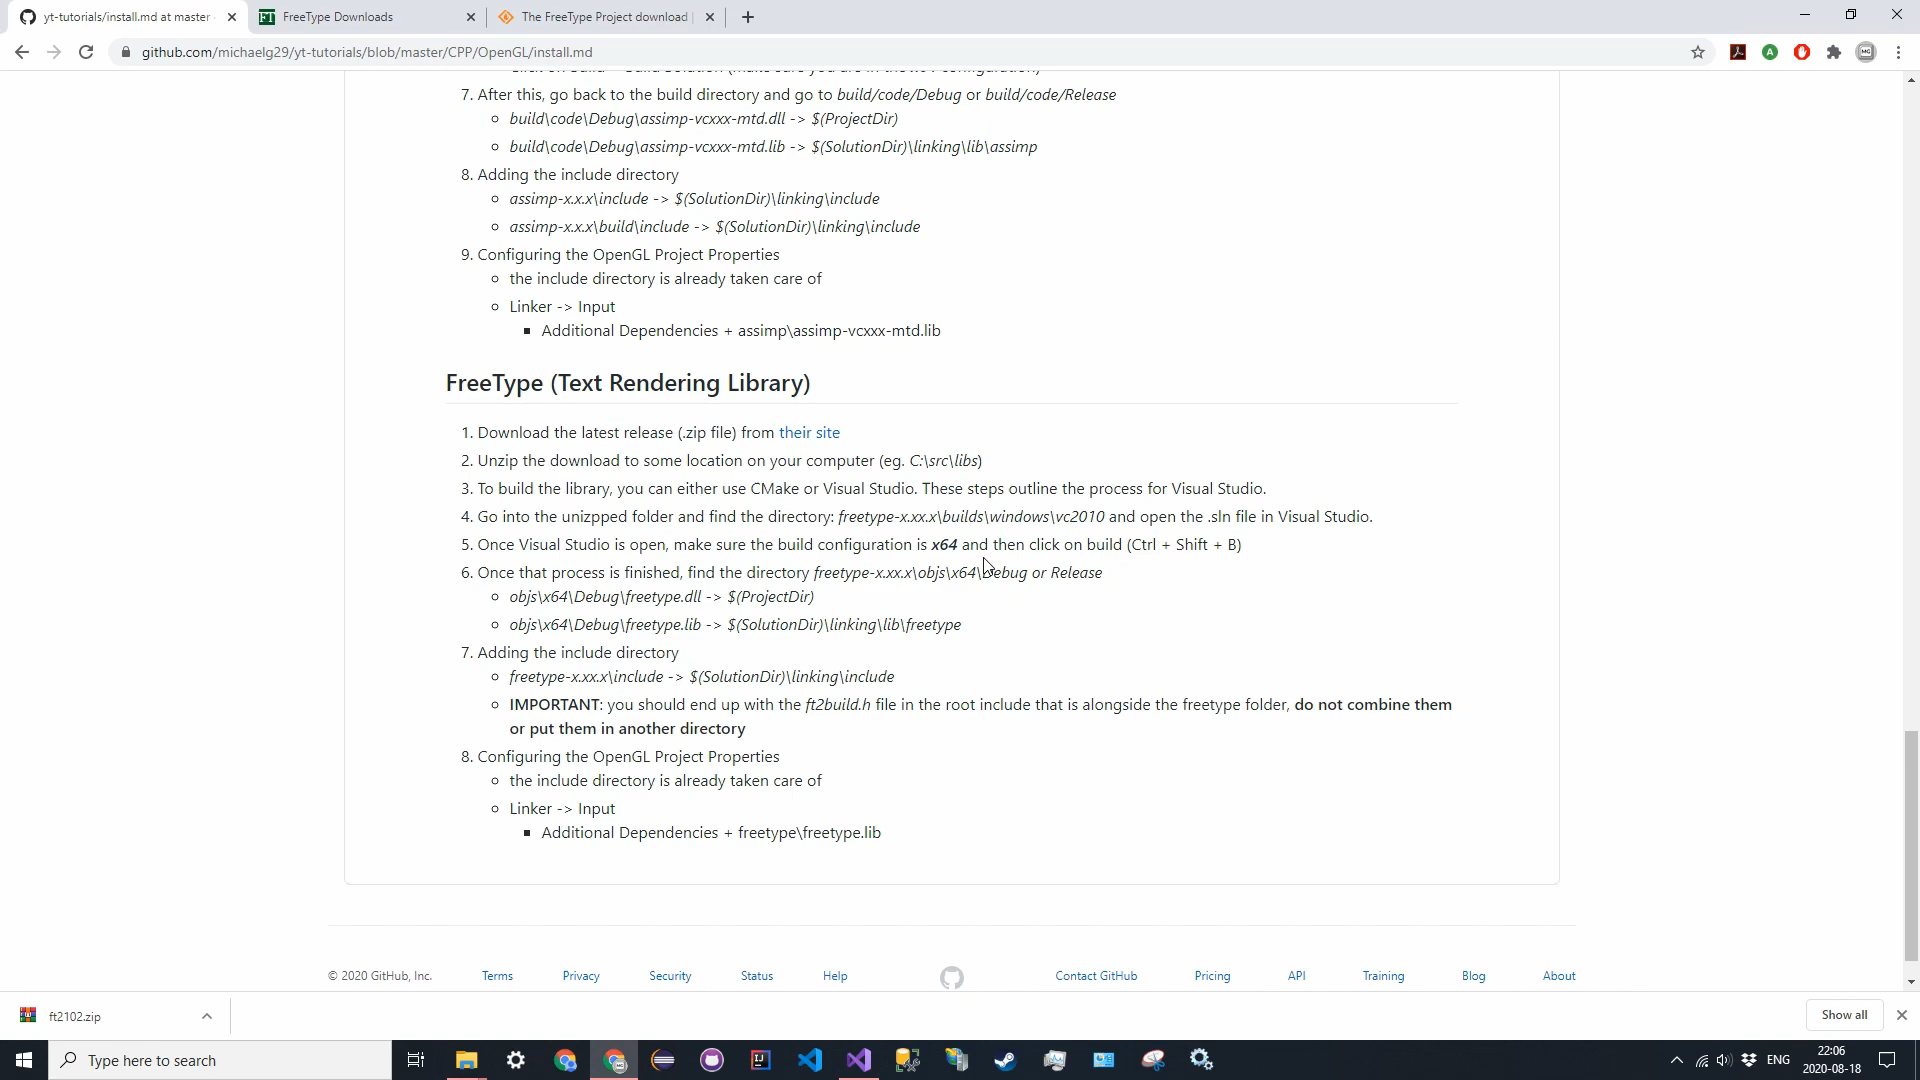 yt-tutorials/install.md at master
FreeType Downloads
The FreeType Project download |
github.com/michaelg29/yt-tutorials/blob/master/CPP/OpenGL/install.md
7. After this, go back to the build directory and go to build/code/Debug or build/code/Release
build\code\Debug\assimp-vcxxx-mtd.dll -> $(ProjectDir)
build\code\Debug\assimp-vcxxx-mtd.lib -> $(SolutionDir)\linking\lib\assimp
8. Adding the include directory
assimp-x.x.x\include -> $(SolutionDir)\linking\include
assimp-x.x.x\build\include -> $(SolutionDir)\linking\include
9. Configuring the OpenGL Project Properties
the include directory is already taken care of
Linker -> Input
Additional Dependencies + assimp\assimp-vcxxx-mtd.lib
FreeType (Text Rendering Library)
1. Download the latest release (.zip file) from their site
2. Unzip the download to some location on your computer (eg. C:\src\libs)
3. To build the library, you can either use CMake or Visual Studio. These steps outline the process for Visual Studio.
4. Go into the unizpped folder and find the directory: freetype-x.xx.x\builds\windows\vc2010 and open the .sln file in Visual Studio.
5. Once Visual Studio is open, make sure the build configuration is x64 and then click on build (Ctrl + Shift + B)
6. Once that process is finished, find the directory freetype-x.xx.x\objs\x64\Debug or Release
objs\x64\Debug\freetype.dll -> $(ProjectDir)
objs\x64\Debug\freetype.lib -> $(SolutionDir)\linking\lib\freetype
7. Adding the include directory
freetype-x.xx.x\include -> $(SolutionDir)\linking\include
IMPORTANT: you should end up with the ft2build.h file in the root include that is alongside the freetype folder, do not combine them
or put them in another directory
8. Configuring the OpenGL Project Properties
the include directory is already taken care of
Linker -> Input
Additional Dependencies + freetype\freetype.lib
© 2020 GitHub, Inc. Terms Privacy Security Status Help Contact GitHub Pricing API Training Blog About
ft2102.zip
Show all
Type here to search
ENG
22:06
2020-08-18